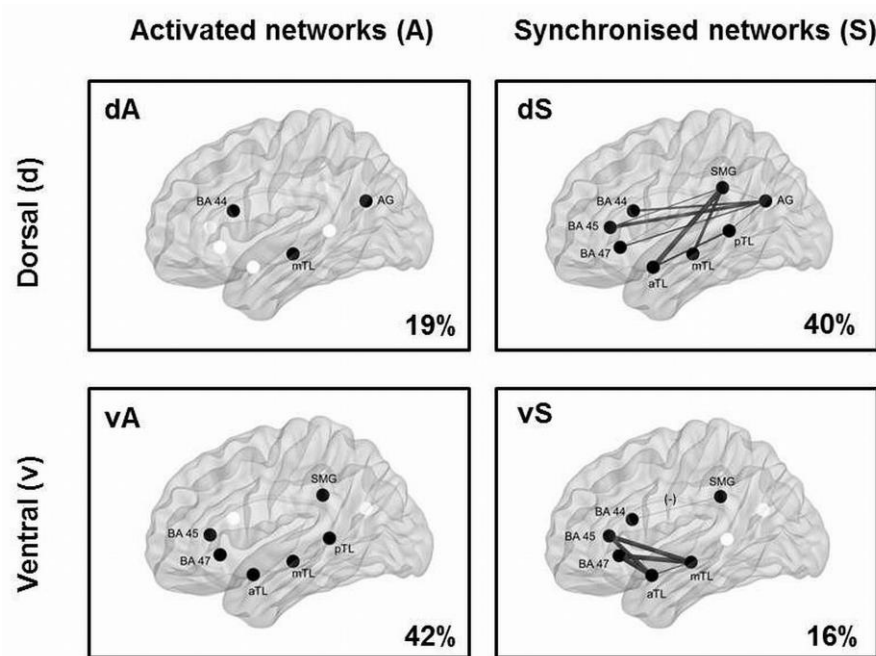 Activated networks (A)
Synchronised networks (S)
Dorsal (d)
dA
BA 44
AG
mTL
19%
dS
SMG
BA 44
AG
BA 45
pTL
BA 47
mTL
aTL
40%
Ventral (v)
vA
SMG
BA 45
pTL
BA 47
mTL
aTL
42%
vS
SMG
(-)
BA 44
BA 45
BA 47
mTL
aTL
16%